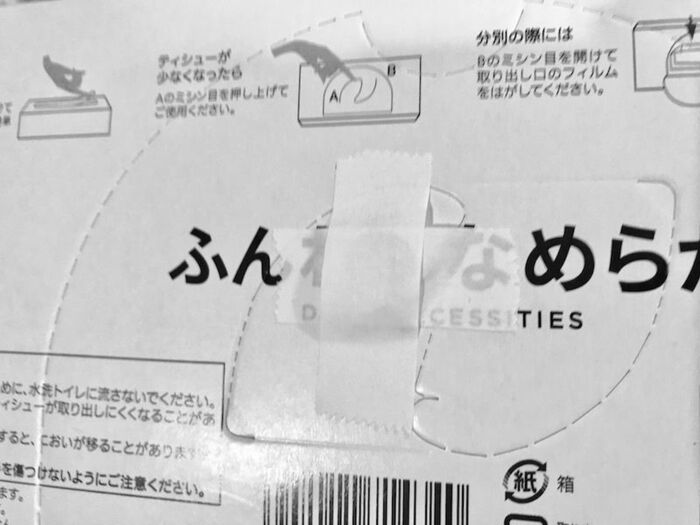 ティシューが
少なくなったら
Aのミシン目を押し上げて
ご使用ください。
A
B
分別の際には
Bのミシン目を開けて
取り出し口のフィルム
をはがしてください。
ふん な めらか
D CESSITIES
めに、水洗トイレに流さないでください。
ィシューが取り出しにくくなることがあ
すると、においが移ることがあります
を傷つけないようにご注意ください。
ます。
紙 箱